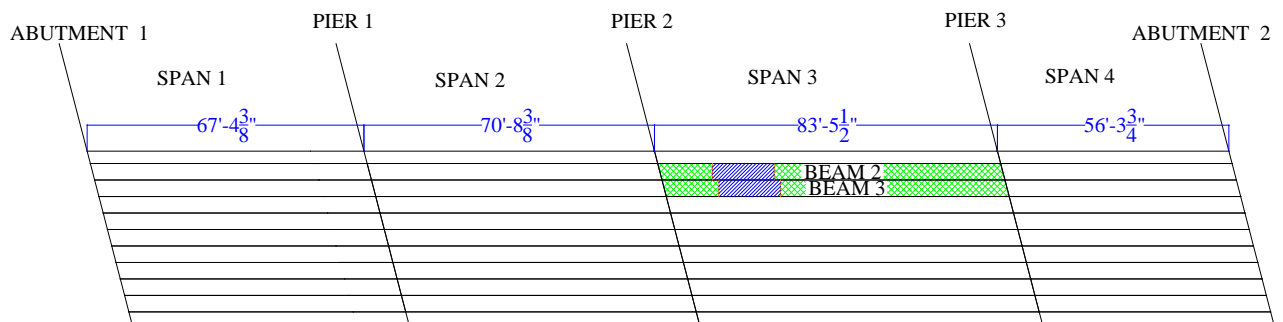 ABUTMENT 1
PIER 1
PIER 2
PIER 3
ABUTMENT 2
SPAN 1
SPAN 2
SPAN 3
SPAN 4
67'-4 3/8"
70'-8 3/8"
83'-5 1/2"
56'-3 3/4"
BEAM 2
BEAM 3